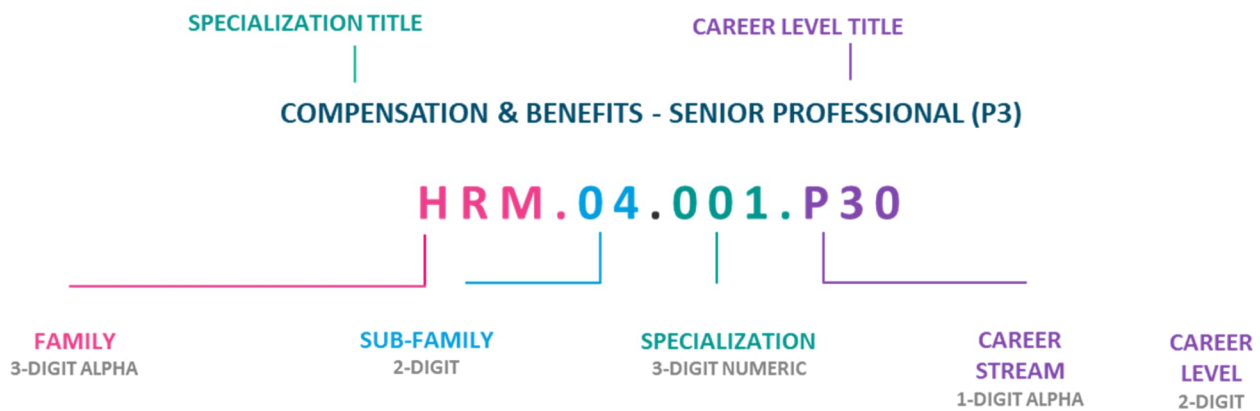 SPECIALIZATION TITLE
CAREER LEVEL TITLE
COMPENSATION & BENEFITS - SENIOR PROFESSIONAL (P3)
HRM.04.001.P30
FAMILY
3-DIGIT ALPHA
SUB-FAMILY
2-DIGIT
SPECIALIZATION
3-DIGIT NUMERIC
CAREER
STREAM
1-DIGIT ALPHA
CAREER
LEVEL
2-DIGIT